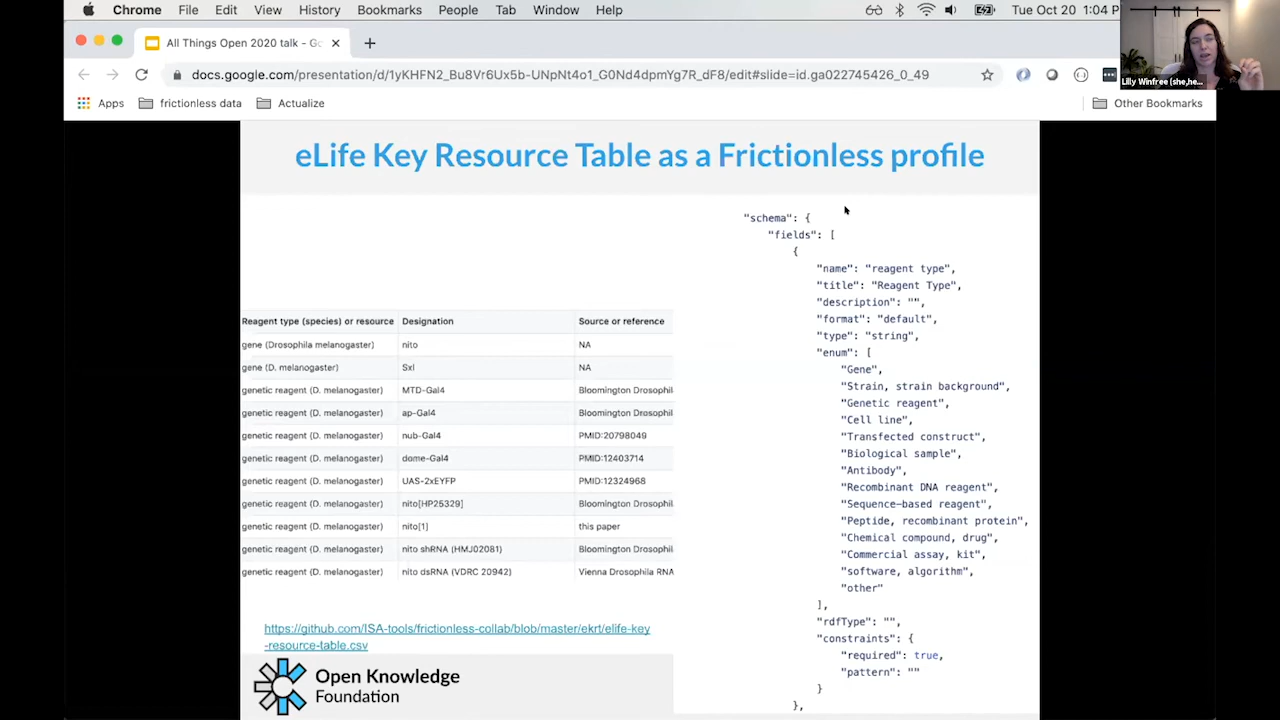 Chrome File Edit View History Bookmarks People Tab Window Help Tue Oct 20 1:04 P
All Things Open 2020 talk - Go
docs.google.com/presentation/d/1yKHFN2_Bu8Vr6Ux5b-UNpNt4o1_G0Nd4dpmYg7R_dF8/edit#slide=id.ga022745426_0_49
Lilly Winfree (she,he...
Apps frictionless data Actualize Other Bookmarks
eLife Key Resource Table as a Frictionless profile
Reagent type (species) or resource Designation Source or reference
gene (Drosophila melanogaster) nito NA
gene (D. melanogaster) Sxl NA
genetic reagent (D. melanogaster) MTD-Gal4 Bloomington Drosophil
genetic reagent (D. melanogaster) ap-Gal4 Bloomington Drosophil
genetic reagent (D. melanogaster) nub-Gal4 PMID:20798049
genetic reagent (D. melanogaster) dome-Gal4 PMID:12403714
genetic reagent (D. melanogaster) UAS-2xEYFP PMID:12324968
genetic reagent (D. melanogaster) nito[HP25329] Bloomington Drosophil
genetic reagent (D. melanogaster) nito[1] this paper
genetic reagent (D. melanogaster) nito shRNA (HMJ02081) Bloomington Drosophil
genetic reagent (D. melanogaster) nito dsRNA (VDRC 20942) Vienna Drosophila RNA
https://github.com/ISA-tools/frictionless-collab/blob/master/ekrt/elife-key
-resource-table.csv
Open Knowledge
Foundation
"schema": {
"fields": [
{
"name": "reagent type",
"title": "Reagent Type",
"description": "",
"format": "default",
"type": "string",
"enum": [
"Gene",
"Strain, strain background",
"Genetic reagent",
"Cell line",
"Transfected construct",
"Biological sample",
"Antibody",
"Recombinant DNA reagent",
"Sequence-based reagent",
"Peptide, recombinant protein",
"Chemical compound, drug",
"Commercial assay, kit",
"software, algorithm",
"other"
],
"rdfType": "",
"constraints": {
"required": true,
"pattern": ""
}
},